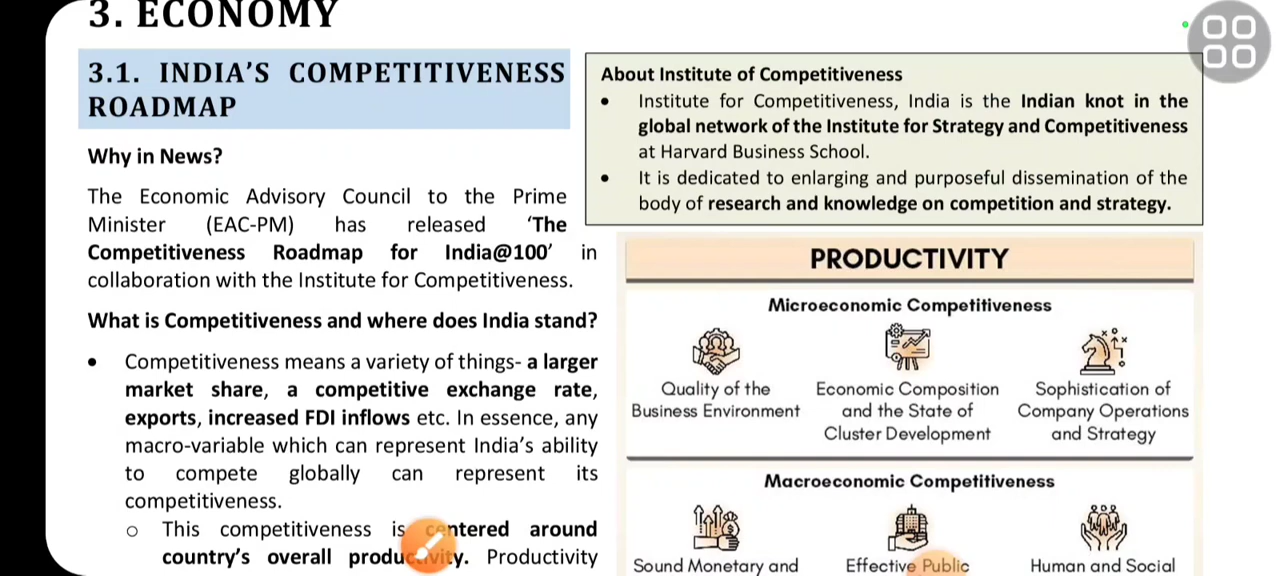 3. ECONOMY
3.1. INDIA'S COMPETITIVENESS
ROADMAP
Why in News?
The Economic Advisory Council to the Prime
Minister (EAC-PM) has released 'The
Competitiveness Roadmap for India@100' in
collaboration with the Institute for Competitiveness.
What is Competitiveness and where does India stand?
• Competitiveness means a variety of things- a larger
market share, a competitive exchange rate,
exports, increased FDI inflows etc. In essence, any
macro-variable which can represent India's ability
to compete globally can represent its
competitiveness.
o This competitiveness is centered around
country's overall productivity. Productivity
About Institute of Competitiveness
• Institute for Competitiveness, India is the Indian knot in the
global network of the Institute for Strategy and Competitiveness
at Harvard Business School.
• It is dedicated to enlarging and purposeful dissemination of the
body of research and knowledge on competition and strategy.
PRODUCTIVITY
Microeconomic Competitiveness
Quality of the
Business Environment
Economic Composition
and the State of
Cluster Development
Sophistication of
Company Operations
and Strategy
Macroeconomic Competitiveness
Sound Monetary and
Effective Public
Human and Social